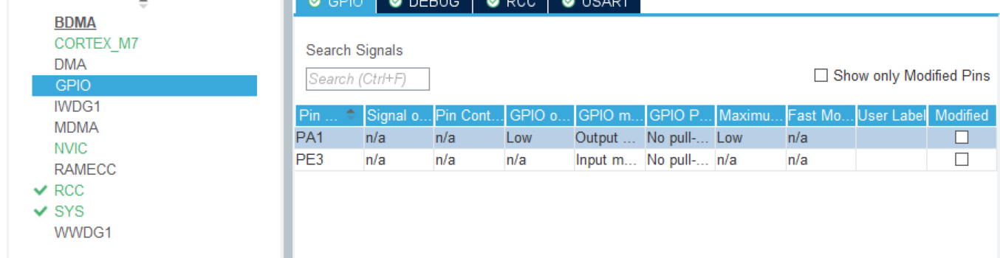 GPIO DEBUG RCC USART
BDMA
CORTEX_M7
DMA
GPIO
IWDG1
MDMA
NVIC
RAMECC
RCC
SYS
WWDG1
Search Signals
Search (Ctrl+F)
Show only Modified Pins
Pin ... Signal o... Pin Cont... GPIO o... GPIO m... GPIO P... Maximu... Fast Mo... User Label Modified
PA1 n/a n/a Low Output ... No pull-... Low n/a
PE3 n/a n/a n/a Input m... No pull-... n/a n/a